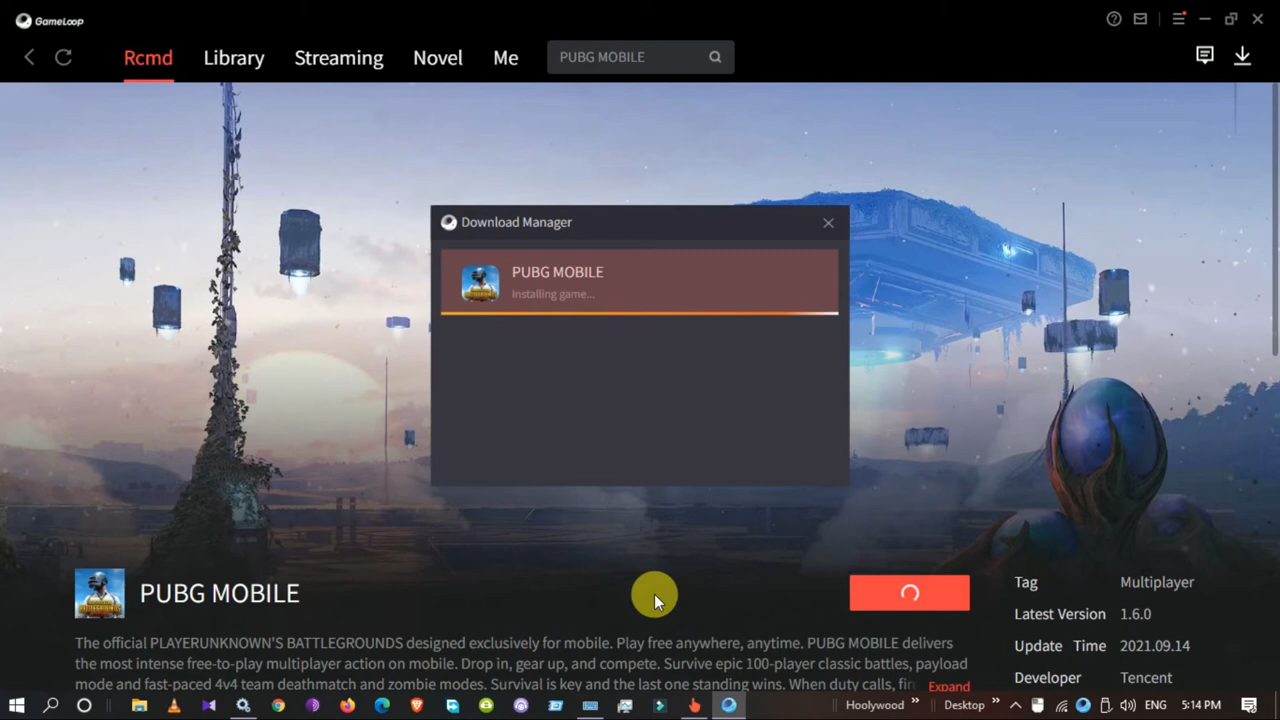 GameLoop
Rcmd Library Streaming Novel Me PUBG MOBILE
Download Manager
PUBG MOBILE
Installing game...
PUBG MOBILE
The official PLAYERUNKNOWN'S BATTLEGROUNDS designed exclusively for mobile. Play free anywhere, anytime. PUBG MOBILE delivers
the most intense free-to-play multiplayer action on mobile. Drop in, gear up, and compete. Survive epic 100-player classic battles, payload
mode and fast-paced 4v4 team deathmatch and zombie modes. Survival is key and the last one standing wins. When duty calls, fire
Expand
Tag Multiplayer
Latest Version 1.6.0
Update Time 2021.09.14
Developer Tencent
Hoolywood » Desktop » ENG 5:14 PM